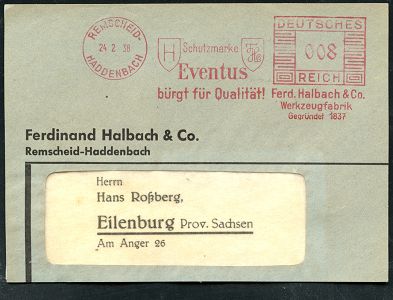 REMSCHEID-
HADDENBACH
24 2 38
H Schutzmarke
Eventus
bürgt für Qualität!
DEUTSCHES
008
REICH
Ferd. Halbach & Co.
Werkzeugfabrik
Gegründet 1837
Ferdinand Halbach & Co.
Remscheid-Haddenbach
Herrn
Hans Roßberg,
Eilenburg Prov. Sachsen
Am Anger 26